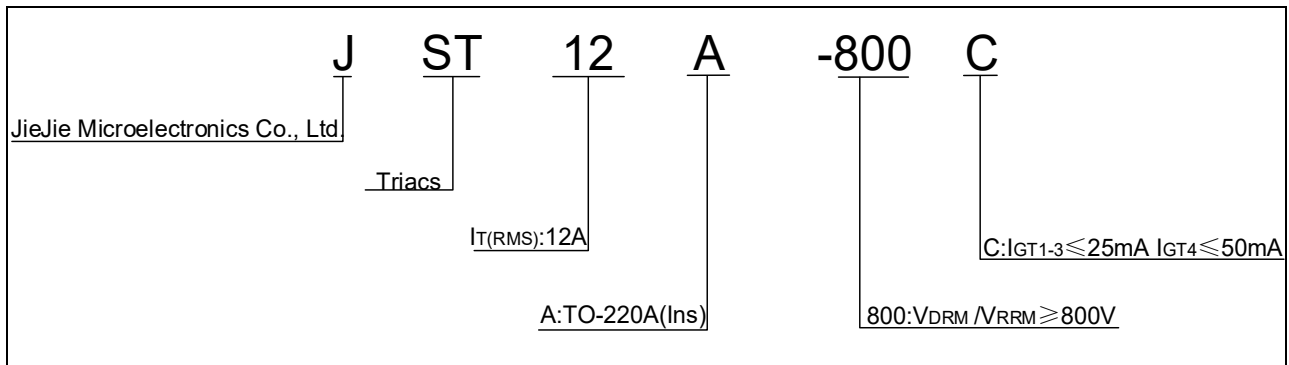 J ST 12 A -800 C
JieJie Microelectronics Co., Ltd.
Triacs
IT(RMS):12A
C:IGT1-3≤25mA IGT4≤50mA
A:TO-220A(Ins)
800:VDRM /VRRM≥800V